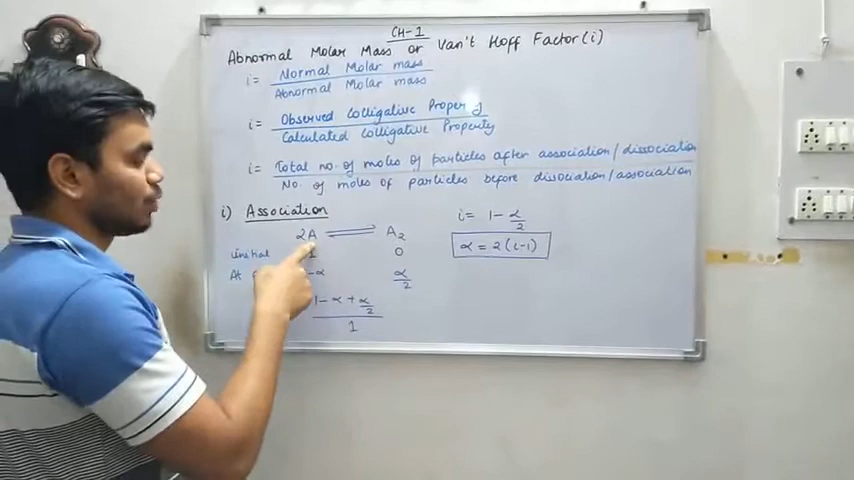 CH-1
Abnormal Molar Mass or Van't Hoff Factor(i)
i = Normal Molar mass
Abnormal Molar mass
i = Observed Colligative Property
Calculated Colligative Property
i = Total no. of moles of particles after association/dissociation
No. of moles of particles before dissociation/association
i) Association
2A ⇌ A₂
initial 1 0
At -α α/2
1-α+α/2
1
i = 1-α/2
α = 2(i-1)